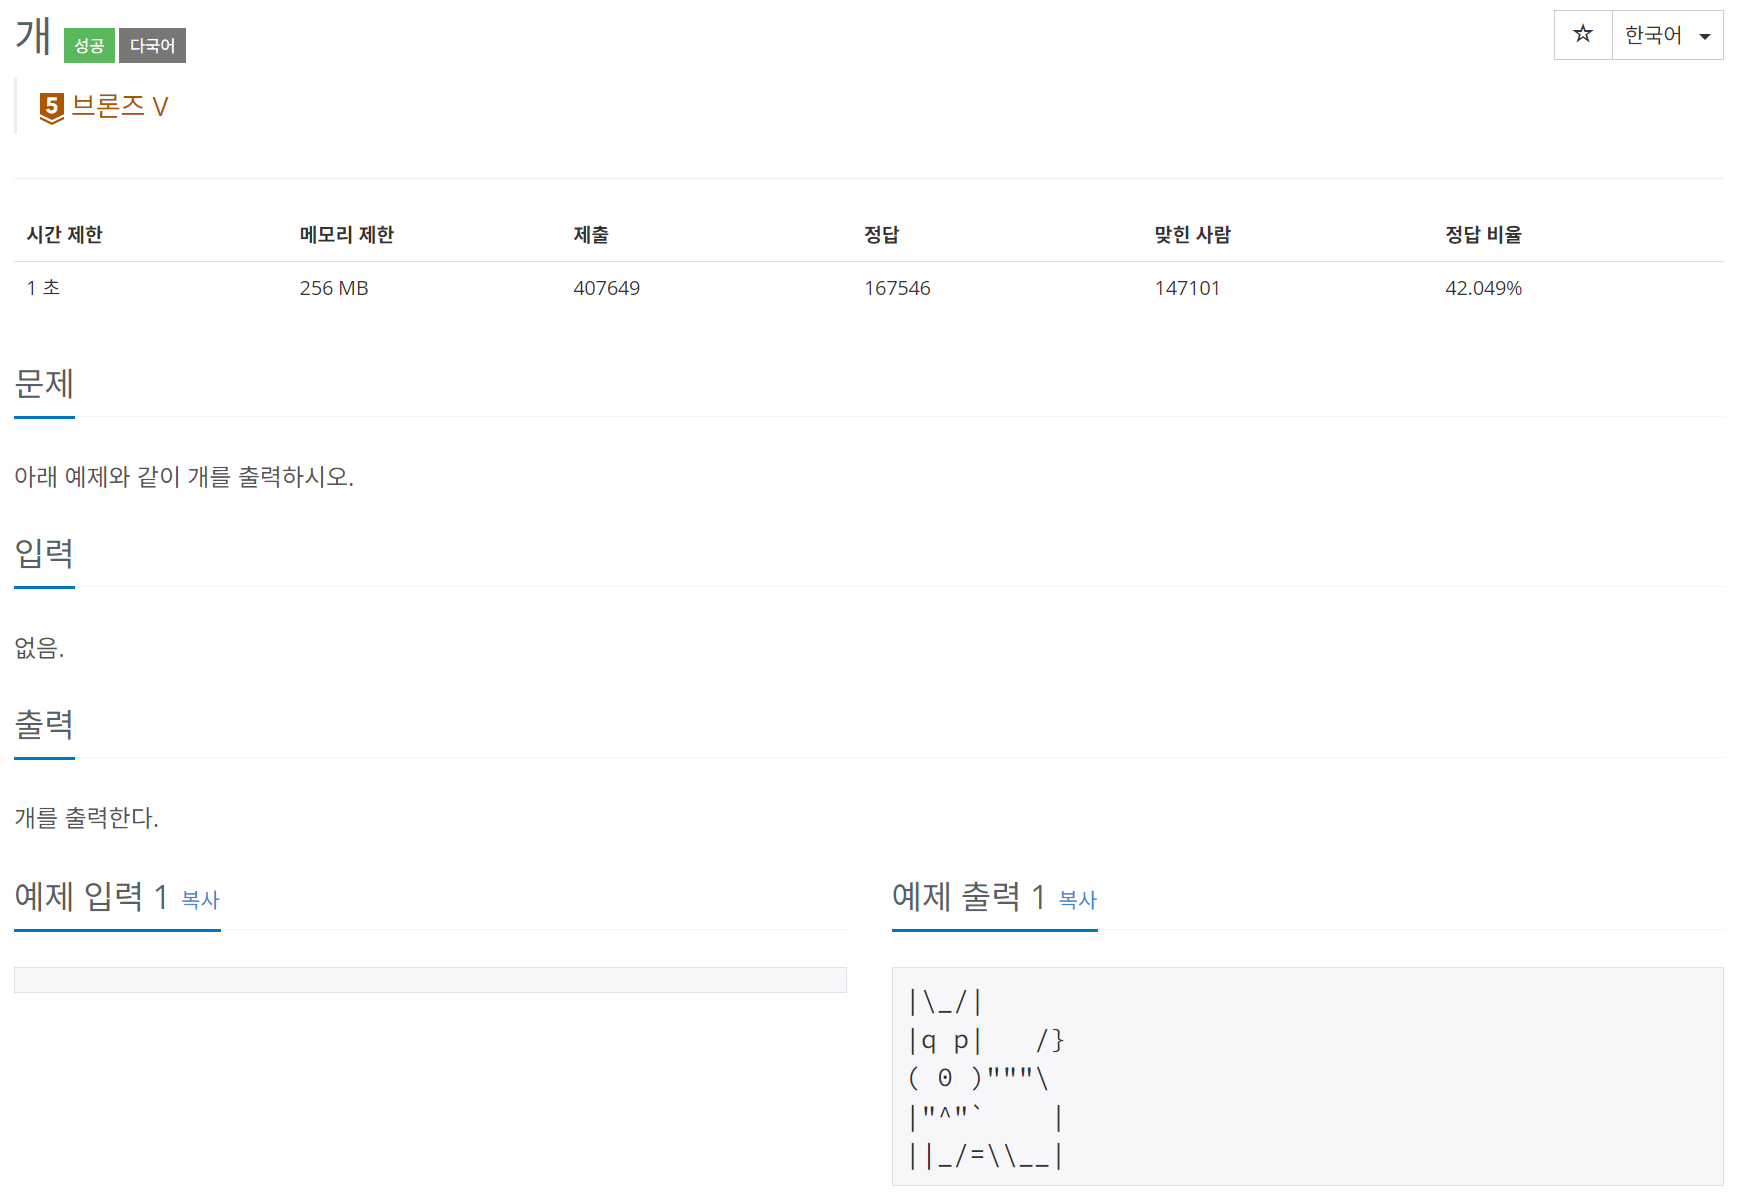 개 성공 다국어
☆ 한국어
5 브론즈 V
시간 제한 메모리 제한 제출 정답 맞힌 사람 정답 비율
1 초 256 MB 407649 167546 147101 42.049%
문제
아래 예제와 같이 개를 출력하시오.
입력
없음.
출력
개를 출력한다.
예제 입력 1 복사
예제 출력 1 복사
|\_/|
|q p|   /}
( 0 )"""\
|"^"`    |
||_/=\\__|